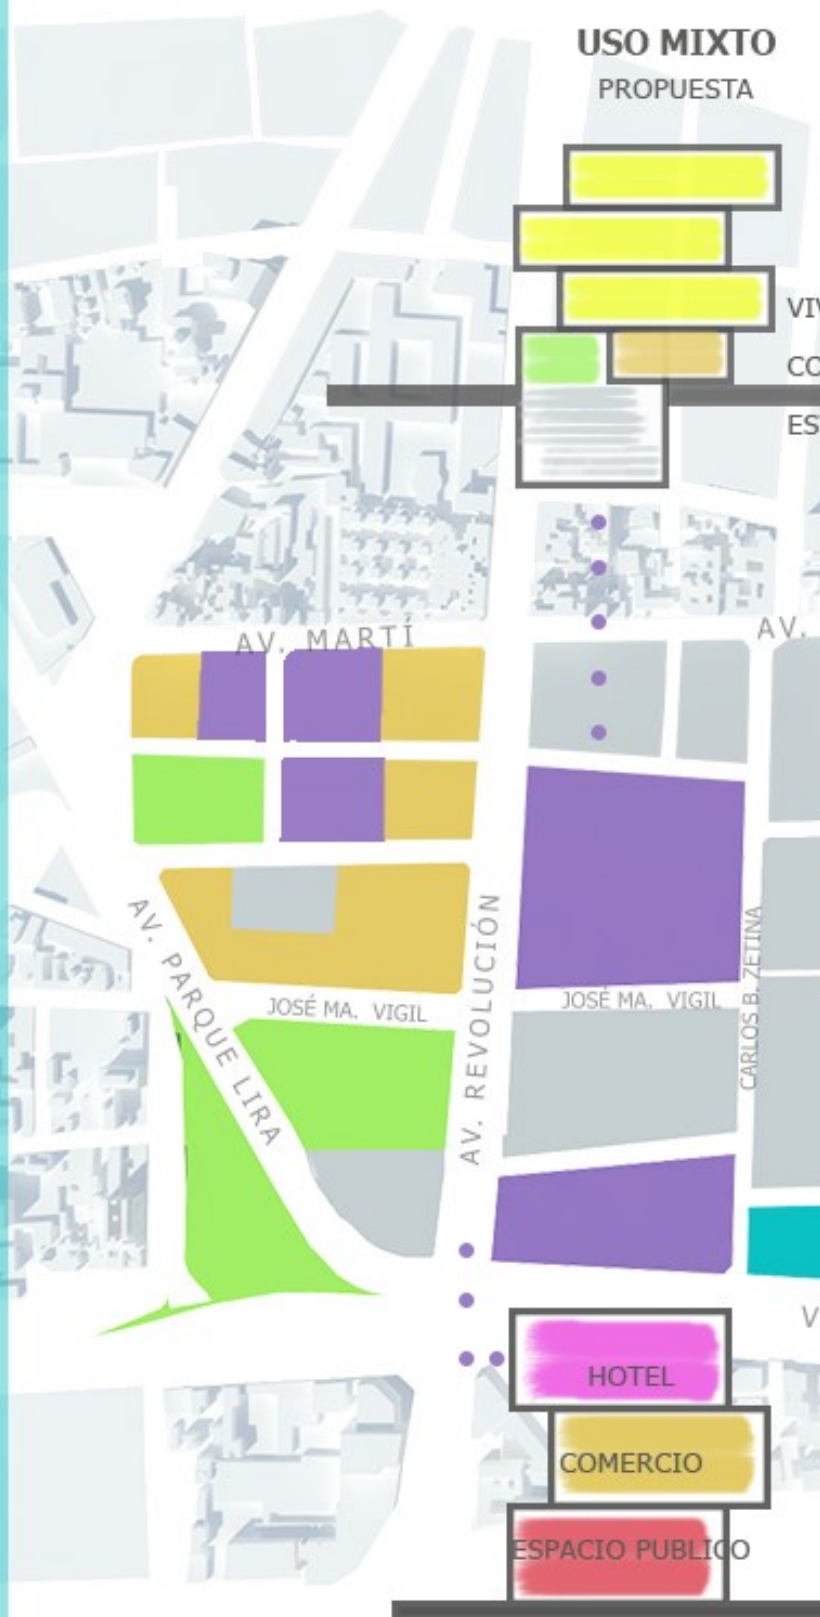 USO MIXTO
PROPUESTA
AV. MARTÍ
AV.
AV. PARQUE LIRA
JOSÉ MA. VIGIL
AV. REVOLUCIÓN
JOSÉ MA. VIGIL
CARLOS B. ZETINA
HOTEL
COMERCIO
ESPACIO PUBLICO